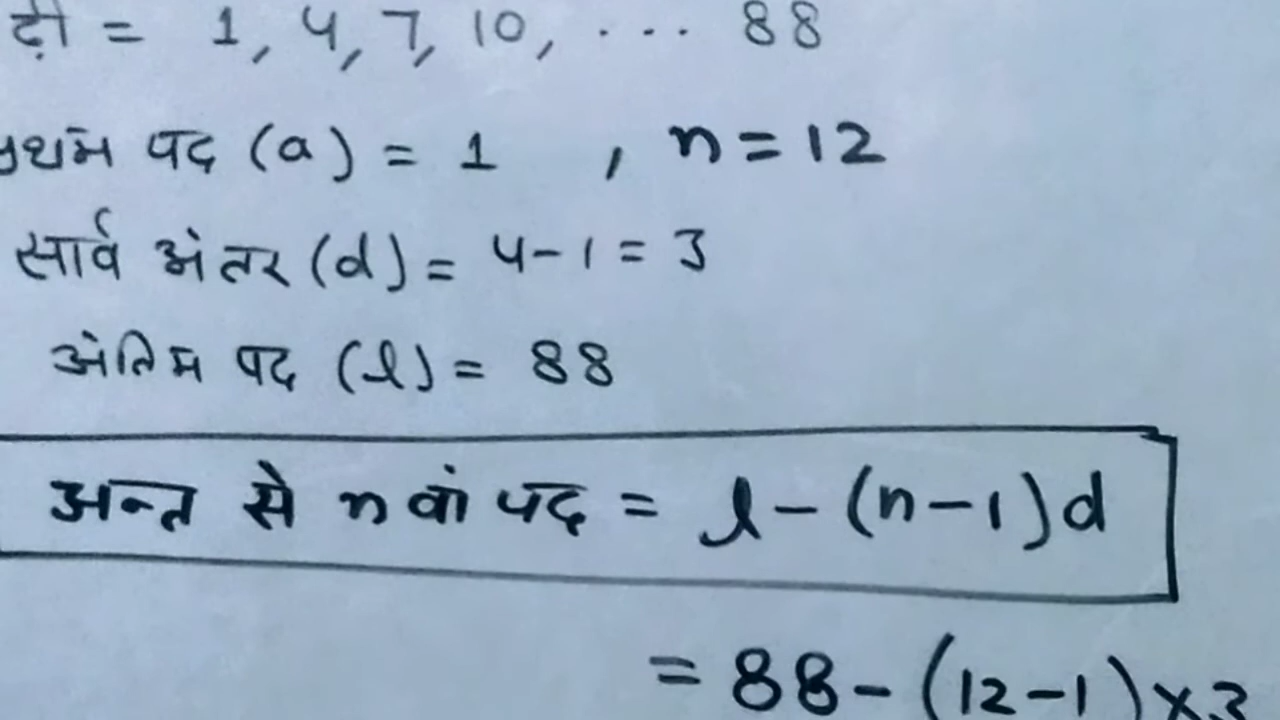 ढ़ी = 1, 4, 7, 10, ... 88
प्रथम पद (a) = 1 , n = 12
सार्व अंतर (d) = 4 - 1 = 3
अंतिम पद (l) = 88
अन्त से n वां पद = l - (n - 1) d
= 88 - (12 - 1) × 3